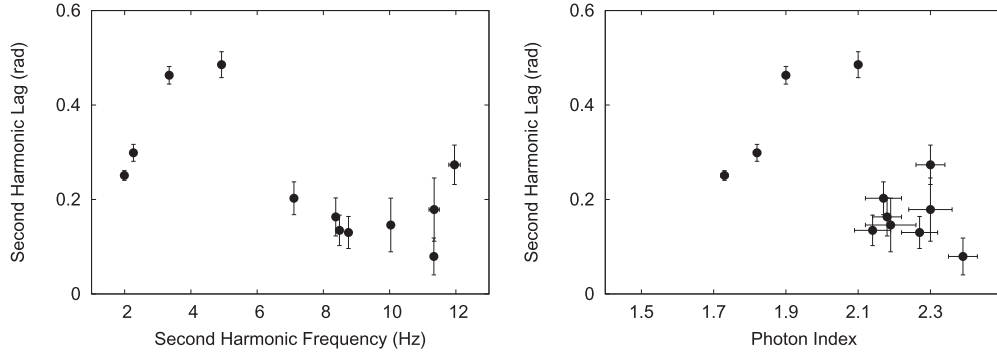 0.6
0.4
0.2
0
2 4 6 8 10 12
Second Harmonic Lag (rad)
Second Harmonic Frequency (Hz)
0.6
0.4
0.2
0
1.5 1.7 1.9 2.1 2.3
Second Harmonic Lag (rad)
Photon Index